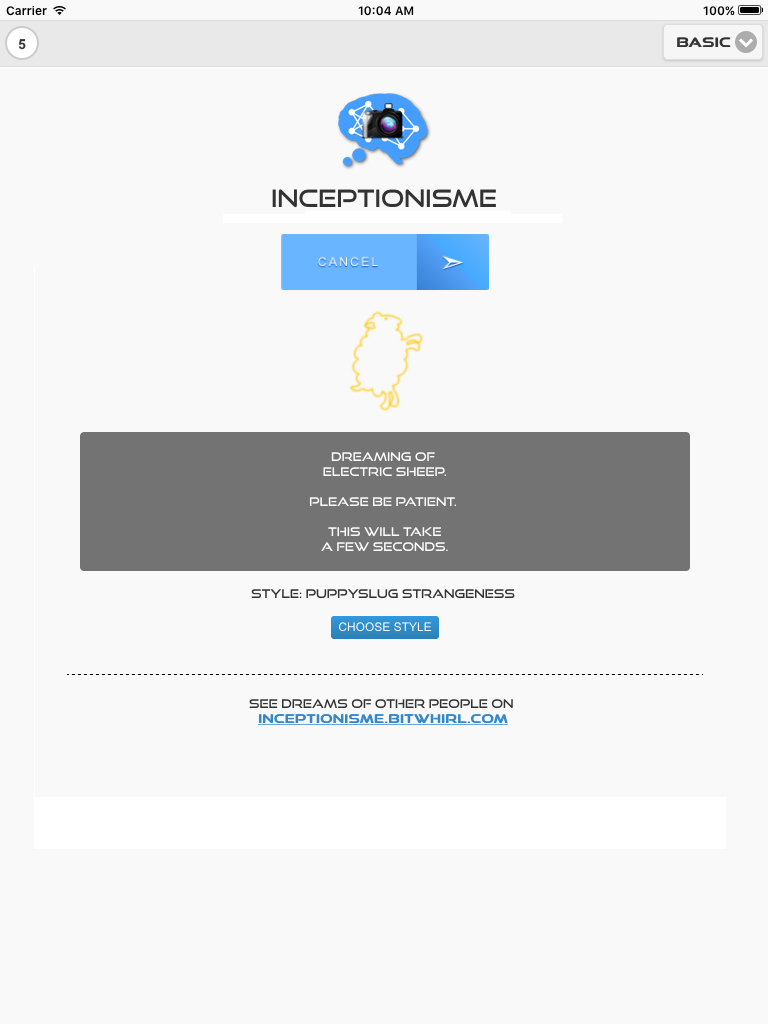 Carrier 10:04 AM 100%
5 BASIC
INCEPTIONISME
CANCEL
DREAMING OF
ELECTRIC SHEEP.
PLEASE BE PATIENT.
THIS WILL TAKE
A FEW SECONDS.
STYLE: PUPPYSLUG STRANGENESS
CHOOSE STYLE
SEE DREAMS OF OTHER PEOPLE ON
INCEPTIONISME.BITWHIRL.COM